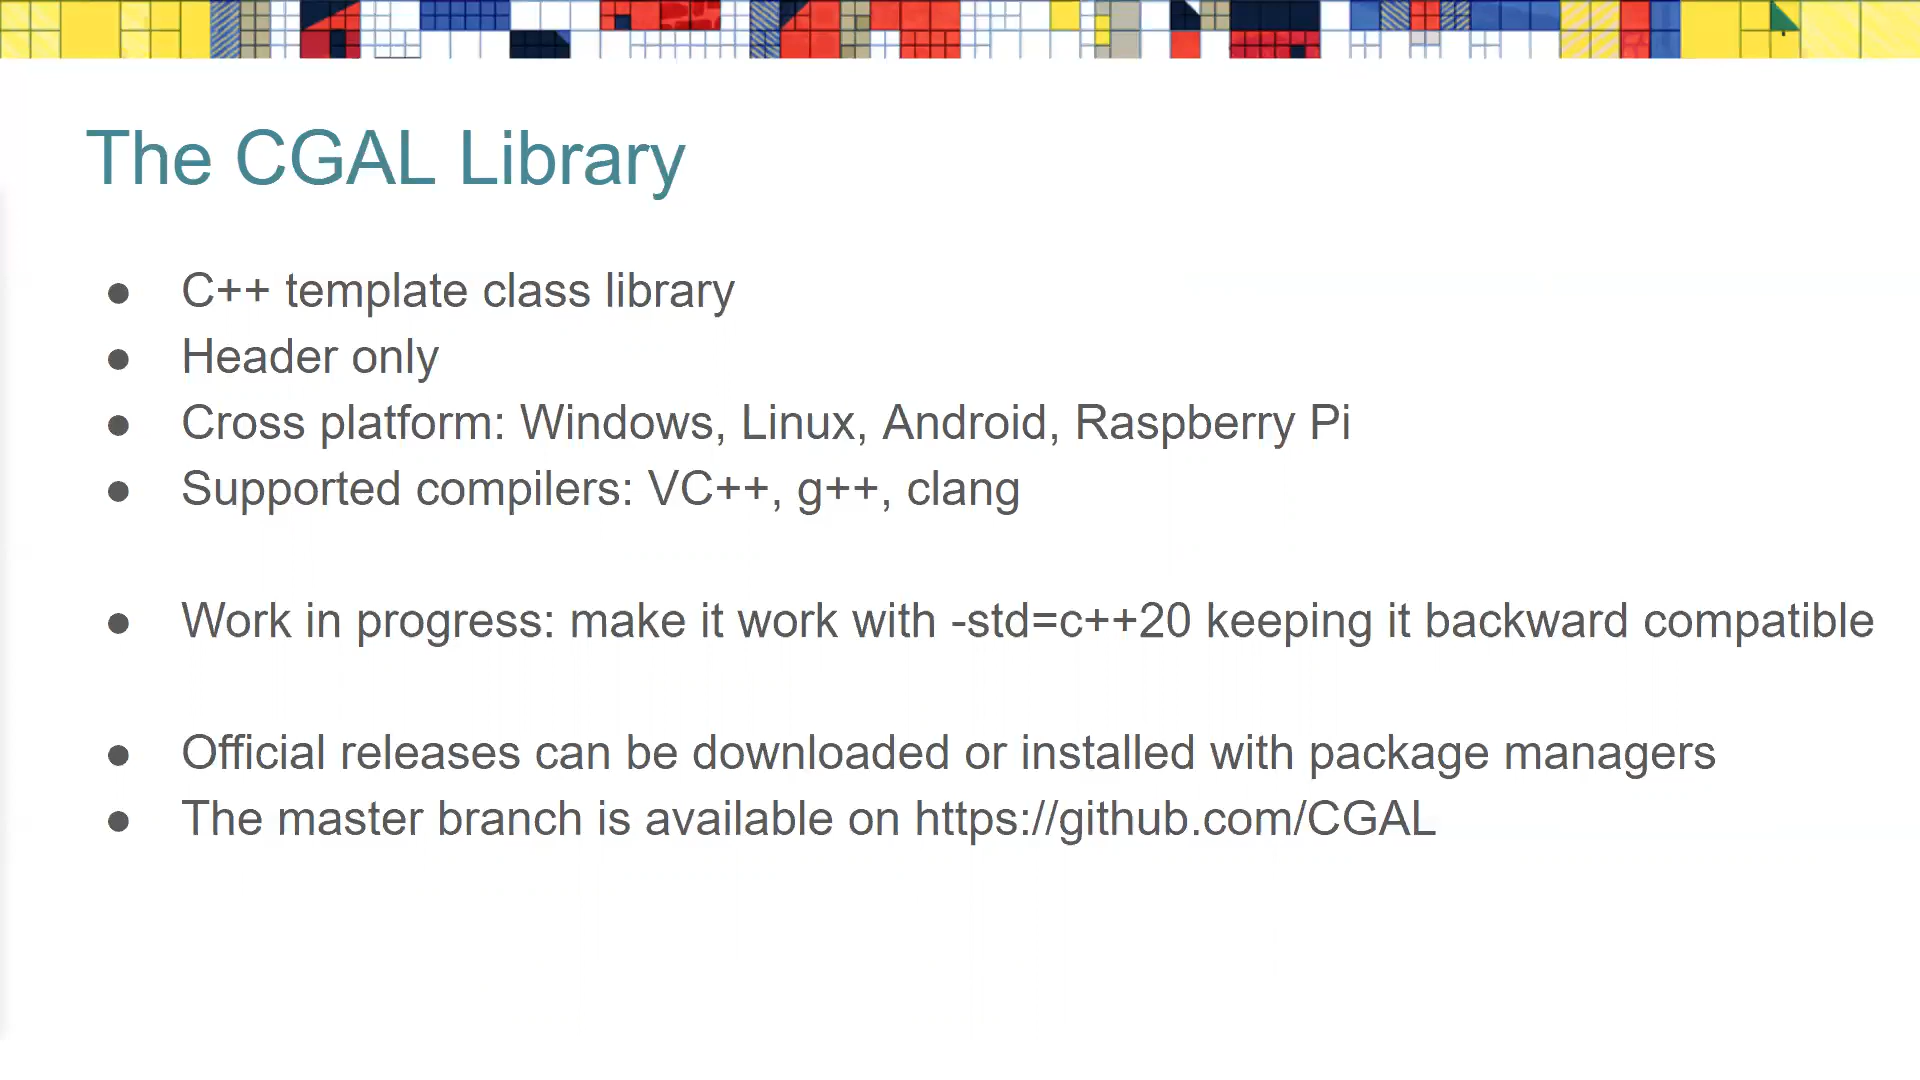 The CGAL Library
● C++ template class library
● Header only
● Cross platform: Windows, Linux, Android, Raspberry Pi
● Supported compilers: VC++, g++, clang
● Work in progress: make it work with -std=c++20 keeping it backward compatible
● Official releases can be downloaded or installed with package managers
● The master branch is available on https://github.com/CGAL